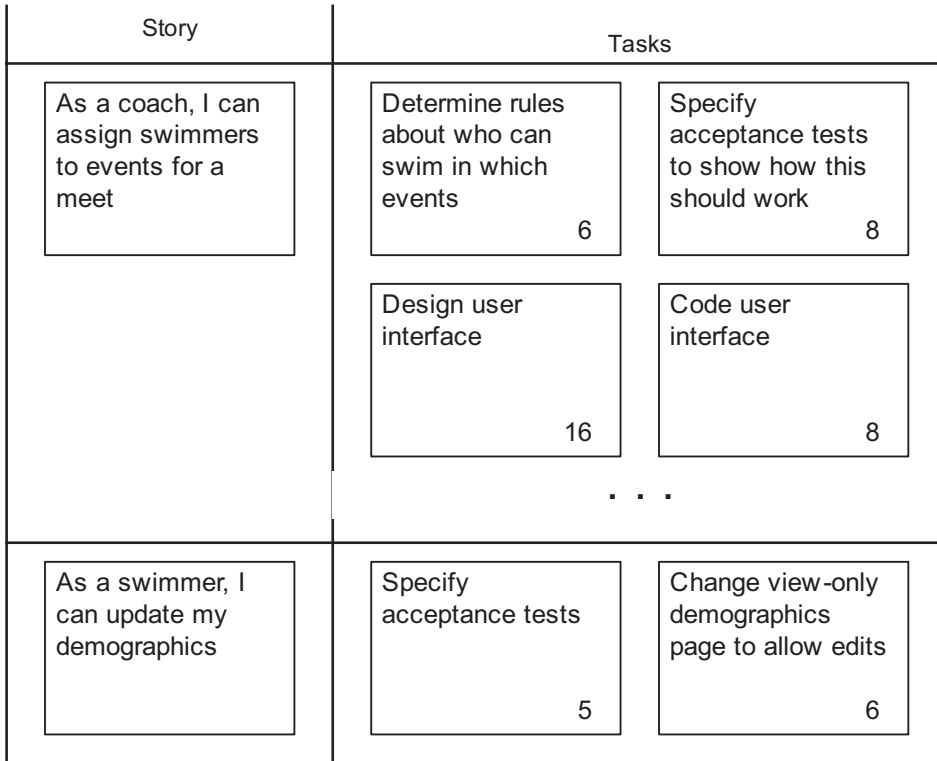 Story
Tasks
As a coach, I can
assign swimmers
to events for a
meet
Determine rules
about who can
swim in which
events
6
Specify
acceptance tests
to show how this
should work
8
Design user
interface
16
Code user
interface
8
. . .
As a swimmer, I
can update my
demographics
Specify
acceptance tests
5
Change view-only
demographics
page to allow edits
6